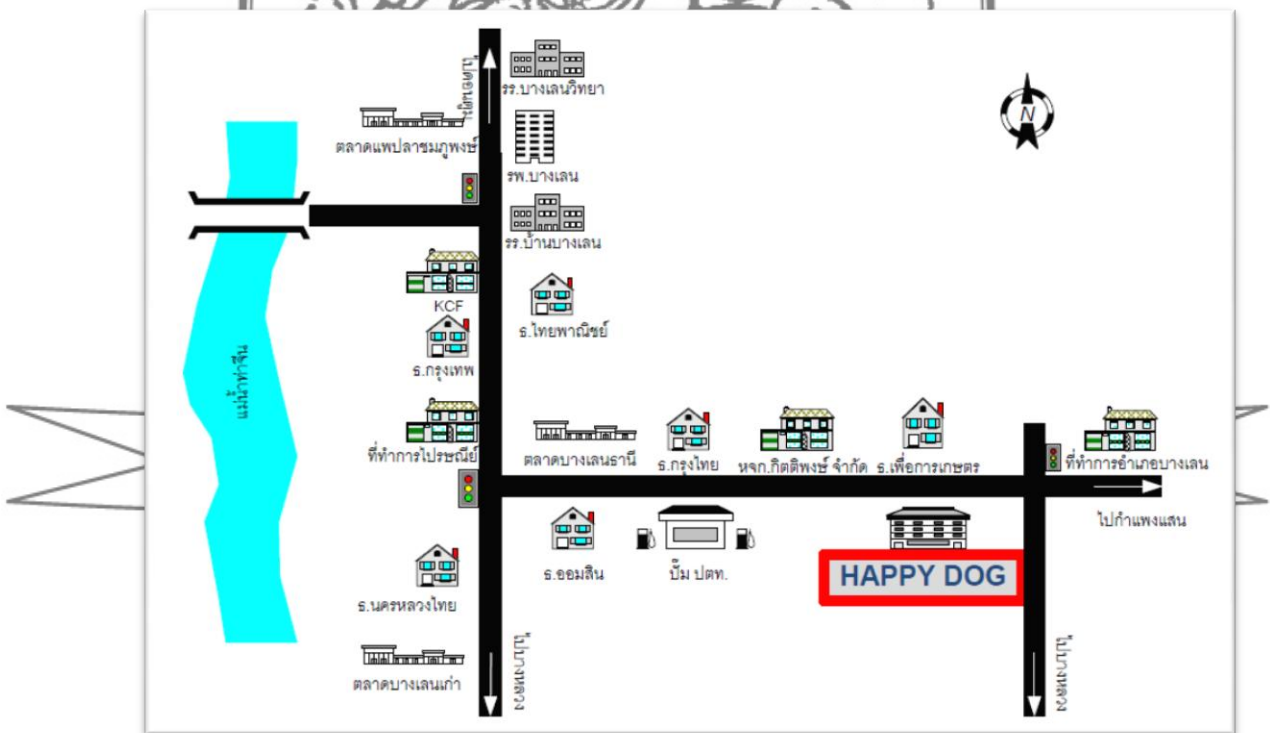 ไปดอนตูม
รร.บางเลนวิทยา
N
ตลาดแพปลาชมภูพงษ์
รพ.บางเลน
รร.บ้านบางเลน
KCF
ธ.ไทยพาณิชย์
แม่น้ำท่าจีน
ธ.กรุงเทพ
ที่ทำการไปรษณีย์
ตลาดบางเลนธานี
ธ.กรุงไทย
หจก.กิตติพงษ์ จำกัด
ธ.เพื่อการเกษตร
ที่ทำการอำเภอบางเลน
ไปกำแพงแสน
ธ.ออมสิน
ปั๊ม ปตท.
HAPPY DOG
ธ.นครหลวงไทย
ตลาดบางเลนเก่า
ไปบางหลวง
ไปบางหลวง